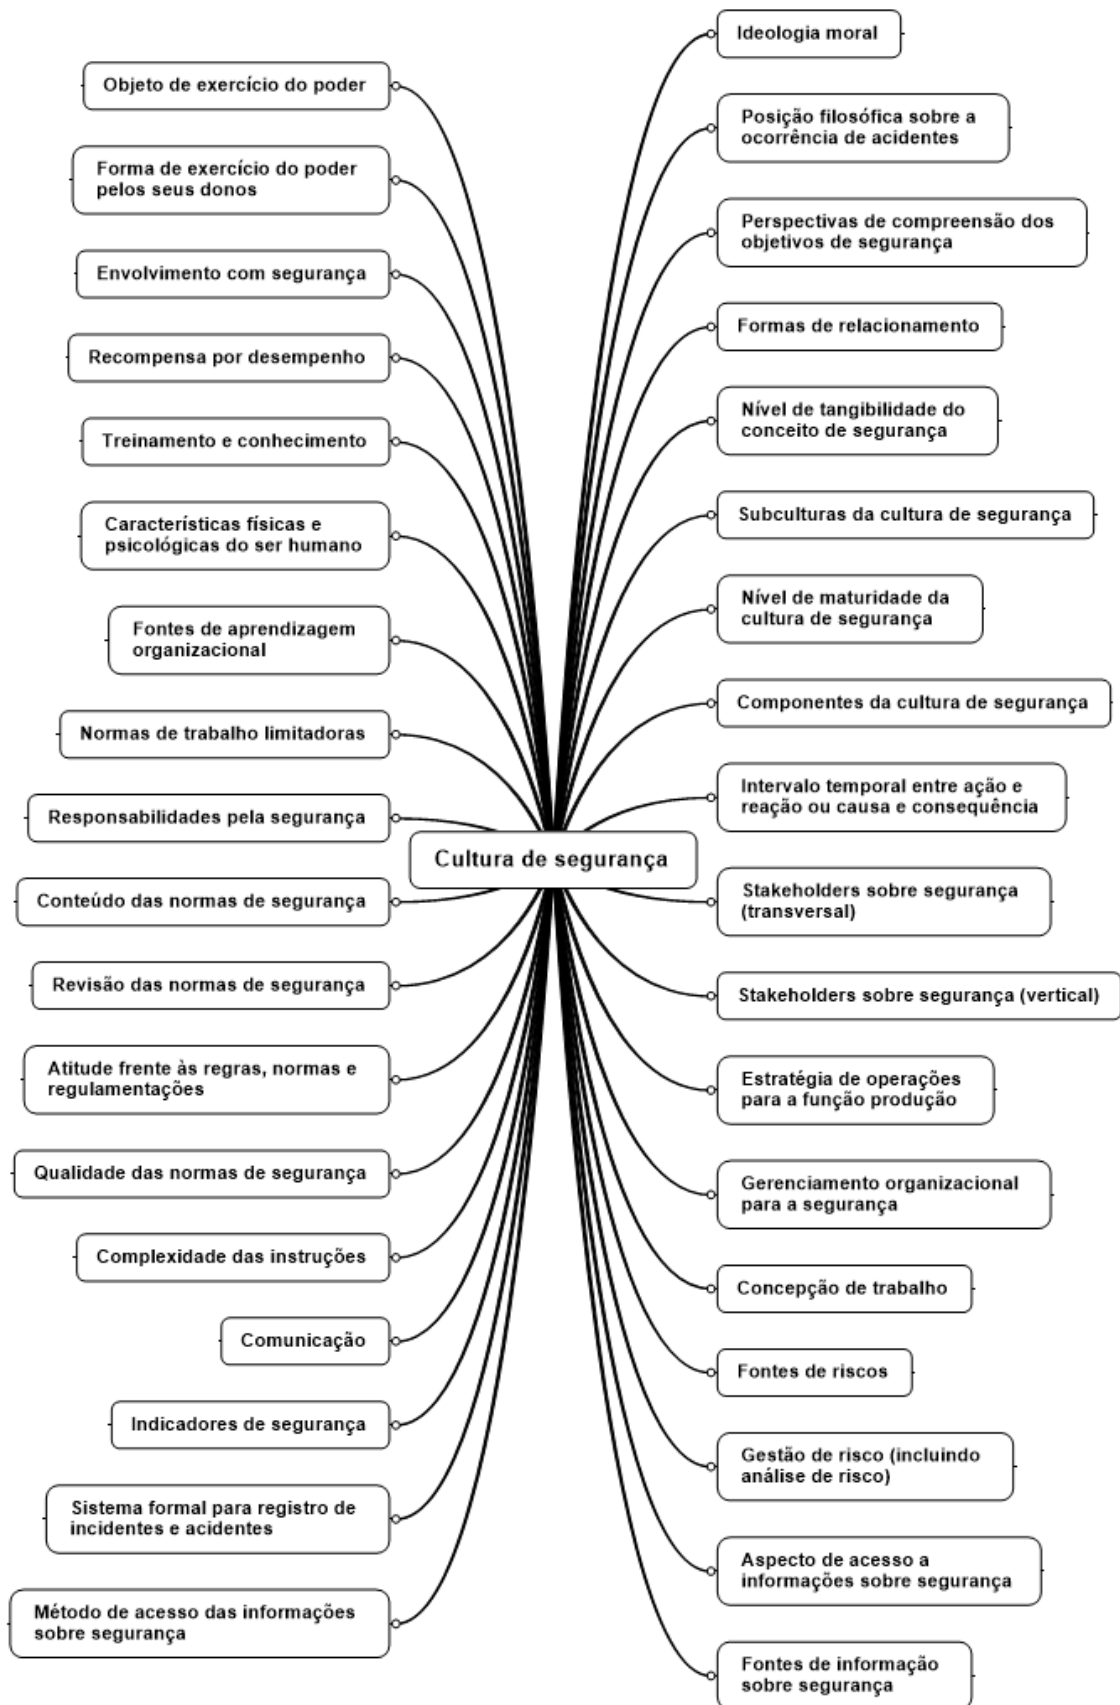 Objeto de exercício do poder
Forma de exercício do poder
pelos seus donos
Envolvimento com segurança
Recompensa por desempenho
Treinamento e conhecimento
Características físicas e
psicológicas do ser humano
Fontes de aprendizagem
organizacional
Normas de trabalho limitadoras
Responsabilidades pela segurança
Conteúdo das normas de segurança
Revisão das normas de segurança
Atitude frente às regras, normas e
regulamentações
Qualidade das normas de segurança
Complexidade das instruções
Comunicação
Indicadores de segurança
Sistema formal para registro de
incidentes e acidentes
Método de acesso das informações
sobre segurança
Cultura de segurança
Ideologia moral
Posição filosófica sobre a
ocorrência de acidentes
Perspectivas de compreensão dos
objetivos de segurança
Formas de relacionamento
Nível de tangibilidade do
conceito de segurança
Subculturas da cultura de segurança
Nível de maturidade da
cultura de segurança
Componentes da cultura de segurança
Intervalo temporal entre ação e
reação ou causa e consequência
Stakeholders sobre segurança
(transversal)
Stakeholders sobre segurança (vertical)
Estratégia de operações
para a função produção
Gerenciamento organizacional
para a segurança
Concepção de trabalho
Fontes de riscos
Gestão de risco (incluindo
análise de risco)
Aspecto de acesso a
informações sobre segurança
Fontes de informação
sobre segurança